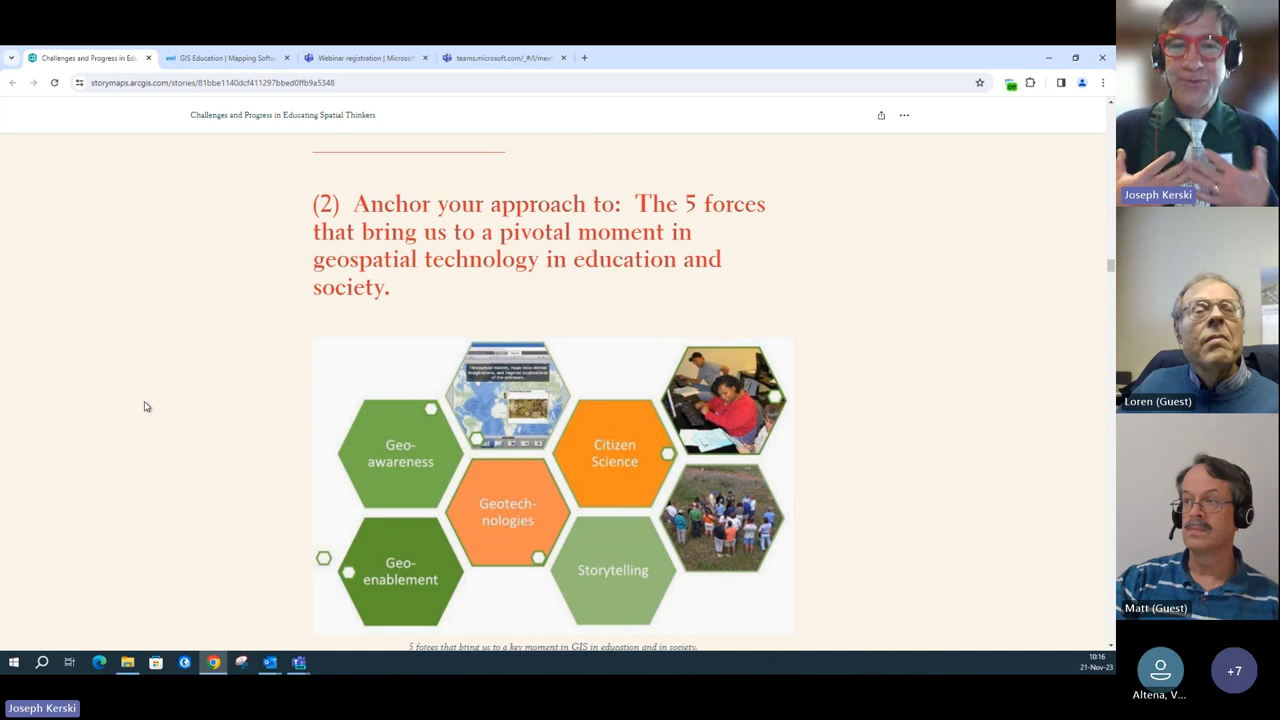 Challenges and Progress in Edu
GIS Education | Mapping Softw
Webinar registration | Microsof
teams.microsoft.com/_#/l/meet
storymaps.arcgis.com/stories/81bbe1140dcf411297bbed0ffb9a5348
Challenges and Progress in Educating Spatial Thinkers
(2) Anchor your approach to: The 5 forces
that bring us to a pivotal moment in
geospatial technology in education and
society.
Geo-
awareness
Citizen
Science
Geotech-
nologies
Geo-
enablement
Storytelling
5 forces that bring us to a key moment in GIS in education and in society.
10:16
21-Nov-23
Joseph Kerski
Loren (Guest)
Matt (Guest)
Altena, V...
+7
Joseph Kerski